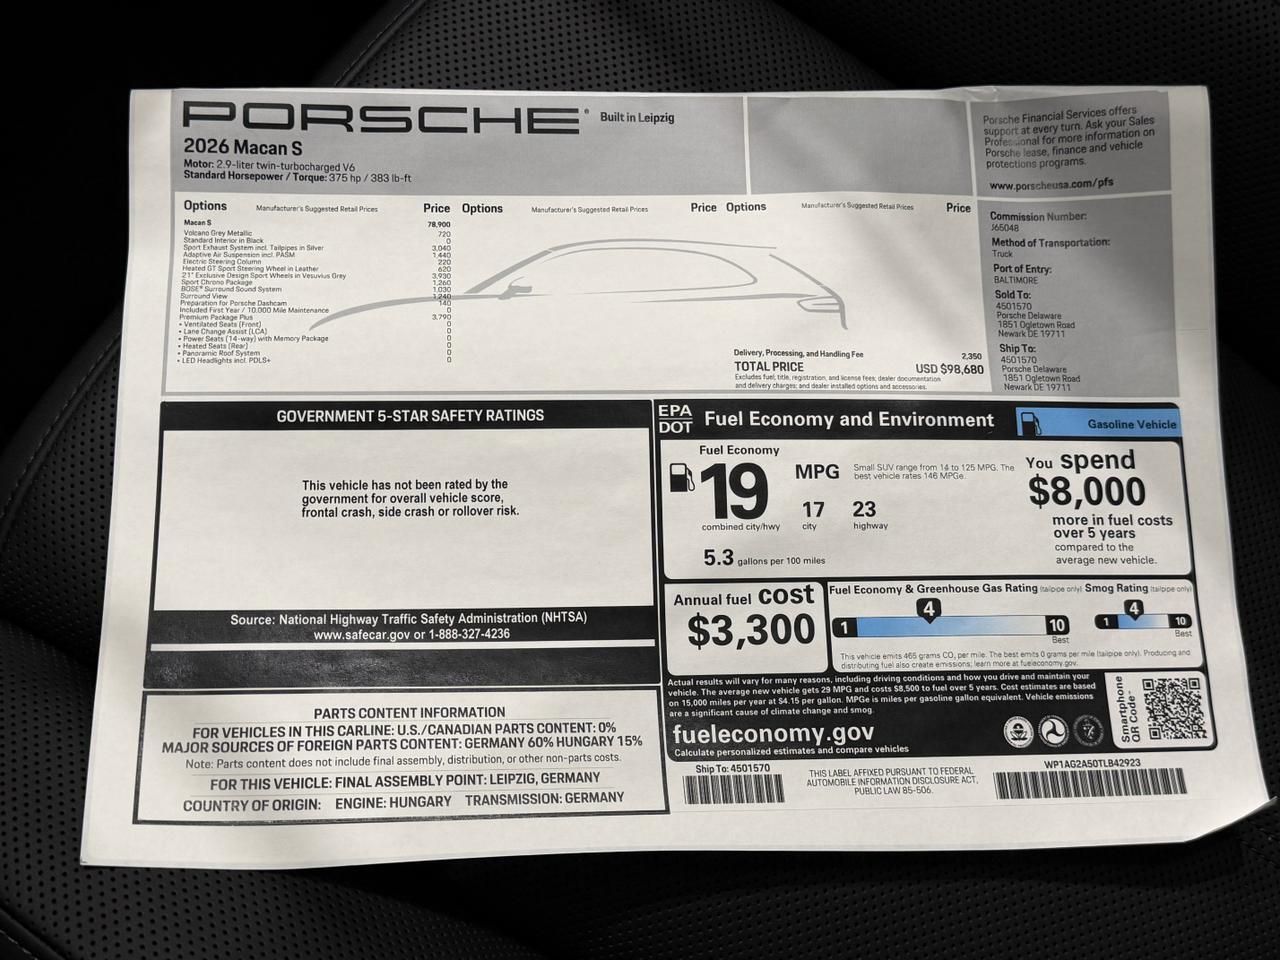 PORSCHE® Built in Leipzig
2026 Macan S
Motor: 2.9-liter twin-turbocharged V6
Standard Horsepower / Torque: 375 hp / 383 lb-ft
Porsche Financial Services offers
support at every turn. Ask your Sales
Professional for more information on
Porsche lease, finance and vehicle
protections programs.
www.porscheusa.com/pfs
Options Manufacturer's Suggested Retail Prices Price Options Manufacturer's Suggested Retail Prices Price Options Manufacturer's Suggested Retail Prices Price
Macan S 78,900
Volcano Grey Metallic 720
Standard Interior in Black 0
Sport Exhaust System incl. Tailpipes in Silver 3,040
Adaptive Air Suspension incl. PASM 1,440
Electric Steering Column 220
Heated GT Sport Steering Wheel in Leather 620
21" Exclusive Design Sport Wheels in Vesuvius Grey 3,930
Sport Chrono Package 1,260
BOSE® Surround Sound System 1,030
Surround View 1,240
Preparation for Porsche Dashcam 140
Included First Year / 10,000 Mile Maintenance 0
Premium Package Plus 3,790
• Ventilated Seats (Front) 0
• Lane Change Assist (LCA) 0
• Power Seats (14-way) with Memory Package 0
• Heated Seats (Rear) 0
• Panoramic Roof System 0
• LED Headlights incl. PDLS+ 0
Delivery, Processing, and Handling Fee 2,350
TOTAL PRICE USD $98,680
Excludes fuel, title, registration, and license fees; dealer documentation
and delivery charges; and dealer installed options and accessories.
Commission Number:
J65048
Method of Transportation:
Truck
Port of Entry:
BALTIMORE
Sold To:
4501570
Porsche Delaware
1851 Ogletown Road
Newark DE 19711
Ship To:
4501570
Porsche Delaware
1851 Ogletown Road
Newark DE 19711
GOVERNMENT 5-STAR SAFETY RATINGS
This vehicle has not been rated by the
government for overall vehicle score,
frontal crash, side crash or rollover risk.
Source: National Highway Traffic Safety Administration (NHTSA)
www.safecar.gov or 1-888-327-4236
PARTS CONTENT INFORMATION
FOR VEHICLES IN THIS CARLINE: U.S./CANADIAN PARTS CONTENT: 0%
MAJOR SOURCES OF FOREIGN PARTS CONTENT: GERMANY 60% HUNGARY 15%
Note: Parts content does not include final assembly, distribution, or other non-parts costs.
FOR THIS VEHICLE: FINAL ASSEMBLY POINT: LEIPZIG, GERMANY
COUNTRY OF ORIGIN: ENGINE: HUNGARY TRANSMISSION: GERMANY
EPA
DOT
Fuel Economy and Environment
Gasoline Vehicle
Fuel Economy
19 MPG
combined city/hwy
17
city
23
highway
5.3 gallons per 100 miles
Small SUV range from 14 to 125 MPG. The
best vehicle rates 146 MPGe.
You spend
$8,000
more in fuel costs
over 5 years
compared to the
average new vehicle.
Annual fuel cost
$3,300
Fuel Economy & Greenhouse Gas Rating (tailpipe only) Smog Rating (tailpipe only)
4 4
1 10 1 10
Best Best
This vehicle emits 465 grams CO2 per mile. The best emits 0 grams per mile (tailpipe only). Producing and
distributing fuel also create emissions; learn more at fueleconomy.gov.
Actual results will vary for many reasons, including driving conditions and how you drive and maintain your
vehicle. The average new vehicle gets 29 MPG and costs $8,500 to fuel over 5 years. Cost estimates are based
on 15,000 miles per year at $4.15 per gallon. MPGe is miles per gasoline gallon equivalent. Vehicle emissions
are a significant cause of climate change and smog.
fueleconomy.gov
Calculate personalized estimates and compare vehicles
Smartphone
QR Code™
Ship To: 4501570
THIS LABEL AFFIXED PURSUANT TO FEDERAL
AUTOMOBILE INFORMATION DISCLOSURE ACT,
PUBLIC LAW 85-506.
WP1AG2A50TLB42923